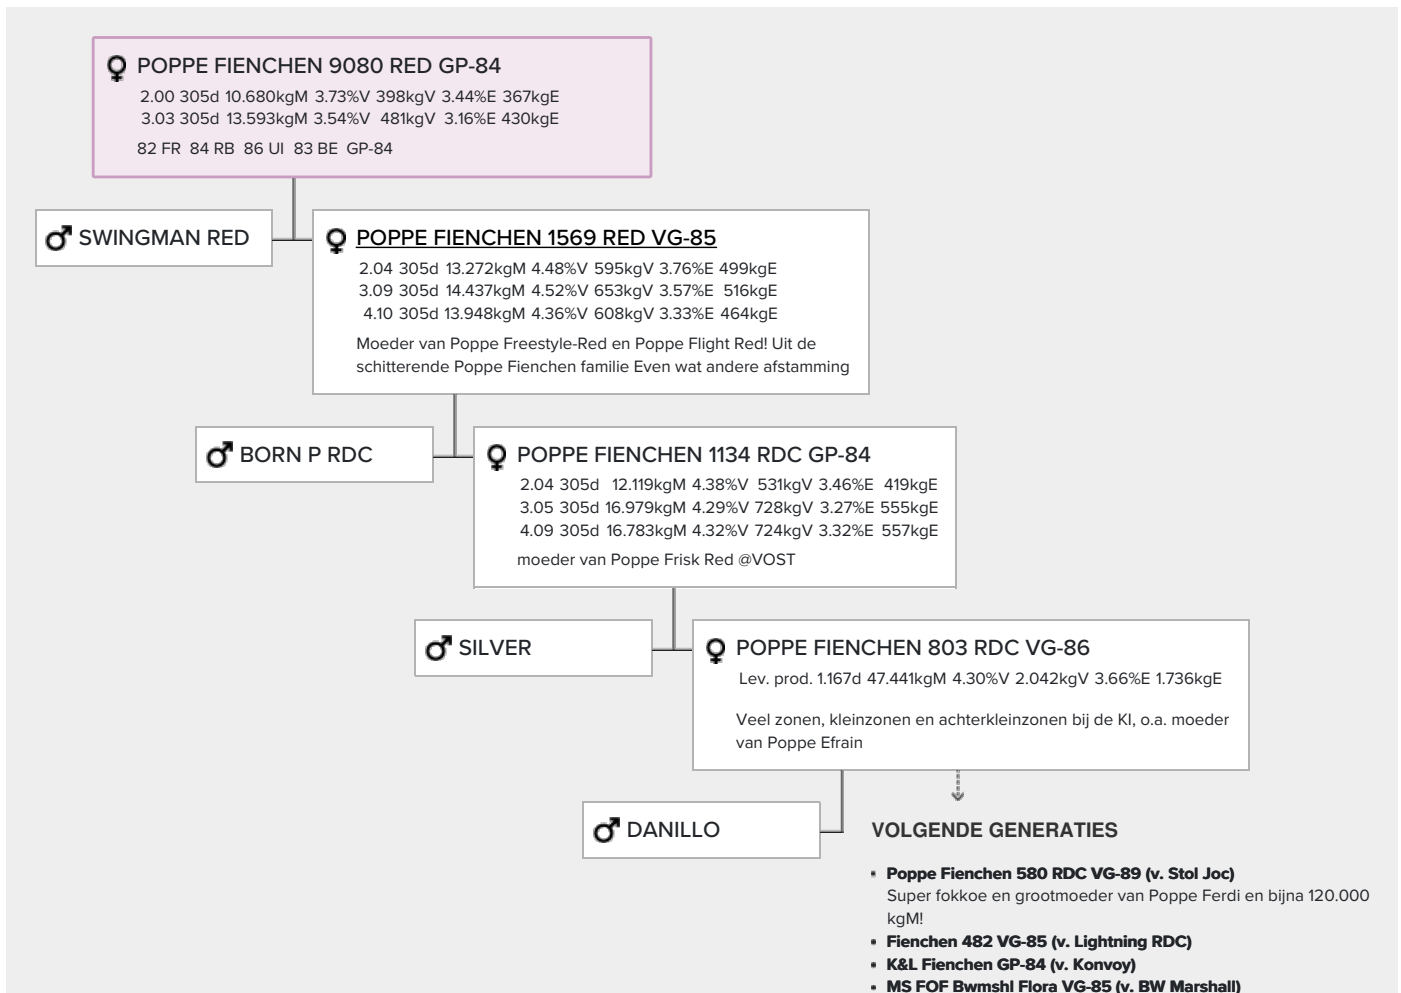 POPPE FIENCHEN 9080 RED GP-84
2.00 305d 10.680kgM 3.73%V 398kgV 3.44%E 367kgE
3.03 305d 13.593kgM 3.54%V 481kgV 3.16%E 430kgE
82 FR 84 RB 86 UI 83 BE GP-84
SWINGMAN RED
POPPE FIENCHEN 1569 RED VG-85
2.04 305d 13.272kgM 4.48%V 595kgV 3.76%E 499kgE
3.09 305d 14.437kgM 4.52%V 653kgV 3.57%E 516kgE
4.10 305d 13.948kgM 4.36%V 608kgV 3.33%E 464kgE
Moeder van Poppe Freestyle-Red en Poppe Flight Red! Uit de
schitterende Poppe Fienchen familie Even wat andere afstamming
BORN P RDC
POPPE FIENCHEN 1134 RDC GP-84
2.04 305d 12.119kgM 4.38%V 531kgV 3.46%E 419kgE
3.05 305d 16.979kgM 4.29%V 728kgV 3.27%E 555kgE
4.09 305d 16.783kgM 4.32%V 724kgV 3.32%E 557kgE
moeder van Poppe Frisk Red @VOST
SILVER
POPPE FIENCHEN 803 RDC VG-86
Lev. prod. 1.167d 47.441kgM 4.30%V 2.042kgV 3.66%E 1.736kgE
Veel zonen, kleinzonen en achterkleinzonen bij de KI, o.a. moeder
van Poppe Efrain
DANILLO
VOLGENDE GENERATIES
• Poppe Fienchen 580 RDC VG-89 (v. Stol Joc)
Super fokkoe en grootmoeder van Poppe Ferdi en bijna 120.000
kgM!
• Fienchen 482 VG-85 (v. Lightning RDC)
• K&L Fienchen GP-84 (v. Konvoy)
• MS FOF Bwmshl Flora VG-85 (v. BW Marshall)